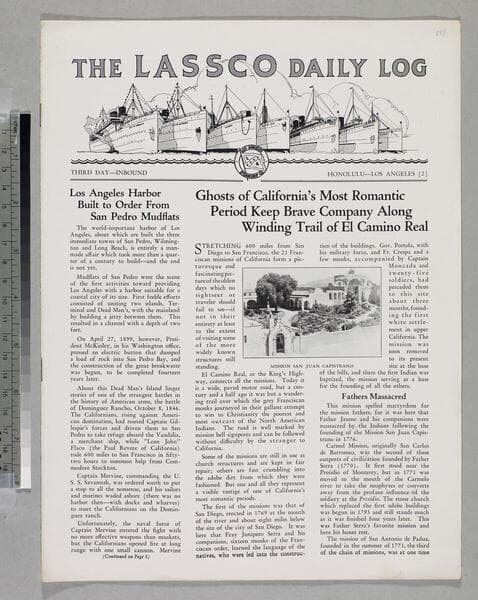 THE LASSCO DAILY LOG
THIRD DAY—INBOUND
HONOLULU—LOS ANGELES [2]
Los Angeles Harbor
Built to Order From
San Pedro Mudflats
The world-important harbor of Los
Angeles, about which are built the three
immediate towns of San Pedro, Wilming-
ton and Long Beach, is entirely a man-
made affair which took more than a quar-
ter of a century to build—and the end
is not yet.
Mudflats of San Pedro were the scene
of the first activities toward providing
Los Angeles with a harbor suitable for a
coastal city of its size. First feeble efforts
consisted of uniting two islands, Ter-
minal and Dead Man's, with the mainland
by building a jetty between them. This
resulted in a channel with a depth of two
feet.
On April 27, 1899, however, Presi-
dent McKinley, in his Washington office,
pressed an electric button that dumped
a load of rock into San Pedro Bay, and
the construction of the great breakwater
was begun, to be completed fourteen
years later.
About this Dead Man's Island linger
stories of one of the strangest battles in
the history of American arms, the battle
of Dominguez Rancho, October 8, 1846.
The Californians, rising against Ameri-
can domination, had routed Captain Gil-
lespie's forces and driven them to San
Pedro to take refuge aboard the Vandalia,
a merchant ship, while "Lean John"
Flaco (the Paul Revere of California)
rode 600 miles to San Francisco in fifty-
two hours to summon help from Com-
modore Stockton.
Captain Mervine, commanding, the U.
S. S. Savannah, was ordered south to put
a stop to all the nonsense, and his sailors
and marines waded ashore (there was no
harbor then—with docks and wharves)
to meet the Californians on the Domin-
guez ranch.
Unfortunately, the naval force of
Captain Mervine entered the fight with
no more effective weapons than muskets,
but the Californians opened fire at long
range with one small cannon. Mervine
(Continued on Page 8)
Ghosts of California's Most Romantic
Period Keep Brave Company Along
Winding Trail of El Camino Real
STRETCHING 600 miles from San
Diego to San Francisco, the 21 Fran-
ciscan missions of California form a pic-
turesque and
fascinating pic-
ture of the olden
days which no
sightseer or
traveler should
fail to see—if
not in their
entirety at least
to the extent
of visiting some
of the more
widely known
structures still
standing.
El Camino Real, or the King's High-
way, connects all the missions. Today it
is a wide, paved motor road, but a cen-
tury and a half ago it was but a wander-
ing trail over which the grey Franciscan
monks journeyed in their gallant attempt
to win to Christianity the poorest and
most outcast of the North American
Indians. The road is well marked by
mission bell signposts and can be followed
without difficulty by the stranger to
California.
Some of the missions are still in use as
church structures and are kept in fair
repair; others are fast crumbling into
the adobe dirt from which they were
fashioned. But one and all they represent
a visible vestige of one of California's
most romantic periods.
The first of the missions was that of
San Diego, erected in 1769 at the mouth
of the river and about eight miles below
the site of the city of San Diego. It was
here that Fray Junipero Serra and his
companions, sixteen monks of the Fran-
ciscan order, learned the language of the
natives, who were led into the construc-
MISSION SAN JUAN CAPISTRANO
tion of the buildings. Gov. Portola, with
his military force, and Fr. Crespa and a
few monks, accompanied by Captain
Moncada and
twenty-five
soldiers, had
preceded them
to this site
about three
months, found-
ing the first
white settle-
ment in upper
California. The
mission was
soon removed
to its present
site at the base
of the hills, and there the first Indian was
baptized, the mission serving as a base
for the founding of all the others.
Fathers Massacred
This mission spelled martyrdom for
the mission fathers, for it was here that
Father Jaume and his companions were
massacred by the Indians following the
founding of the Mission San Juan Capis-
trano in 1776.
Carmel Mission, originally San Carlos
de Barromeo, was the second of these
outposts of civilization founded by Father
Serra (1770). It first stood near the
Presidio of Monterey, but in 1771 was
moved to the mouth of the Carmelo
river to take the neophytes or converts
away from the profane influence of the
soldiery at the Presidio. The stone church
which replaced the first adobe buildings
was begun in 1793 and still stands much
as it was finished four years later. This
was Father Serra's favorite mission and
here his bones rest.
The mission of San Antonio de Padua,
founded in the summer of 1771, the third
of the chain of missions, was at one time